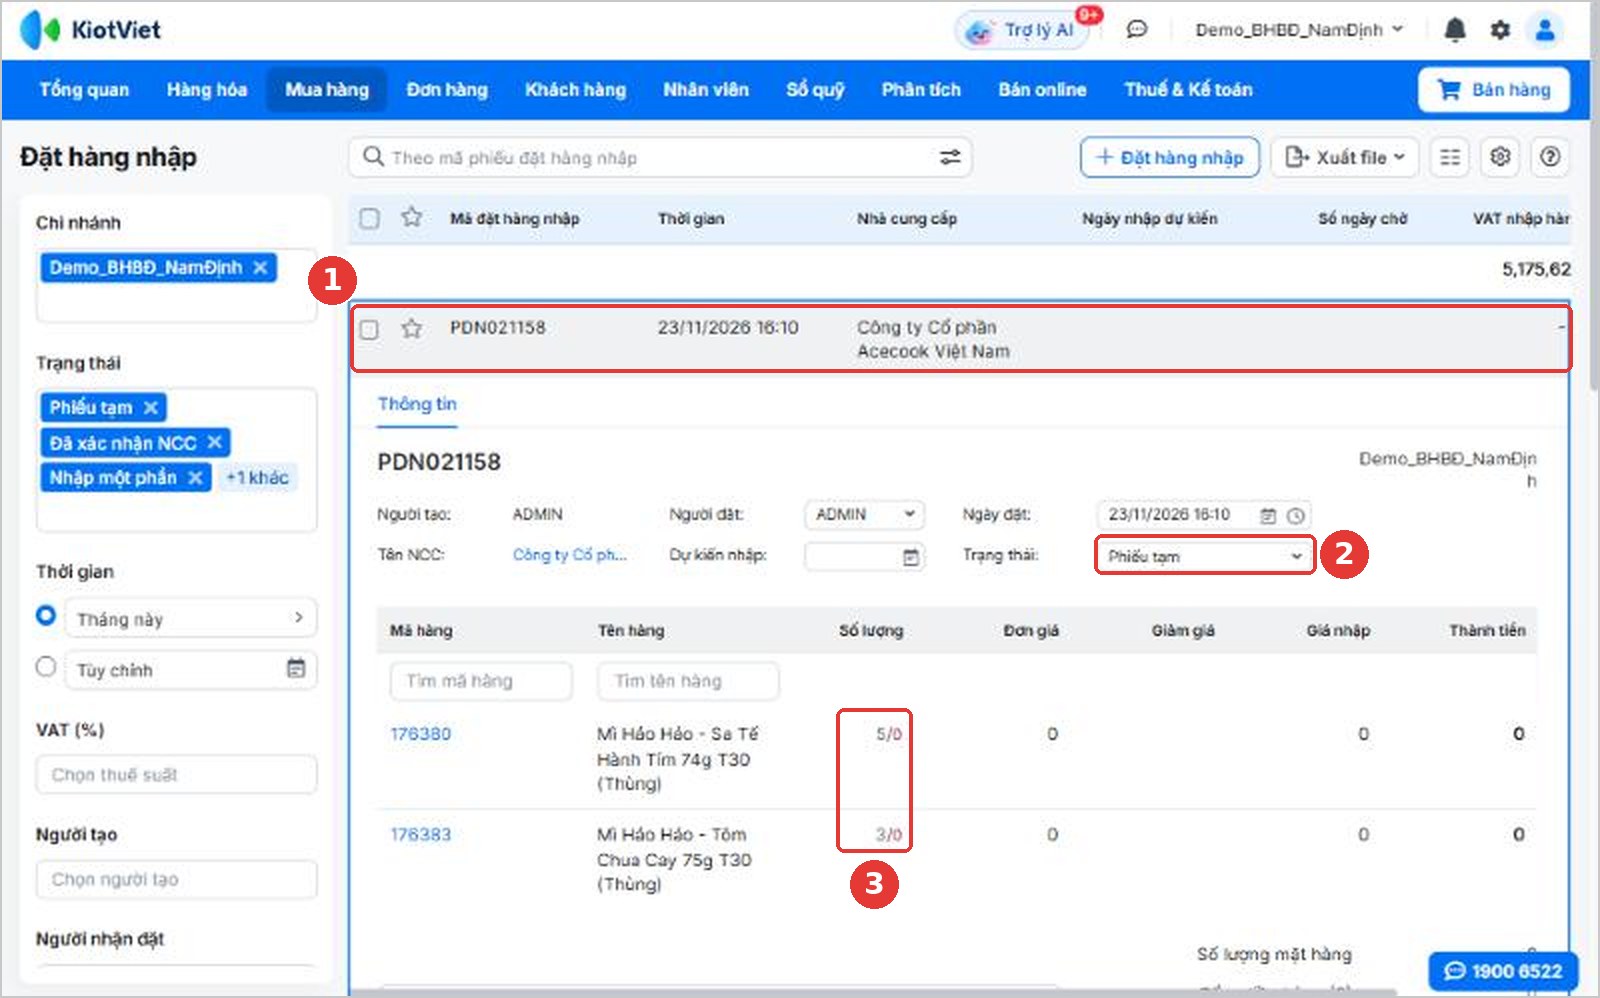 KiotViet
Trợ lý AI
9+
Demo_BHBĐ_NamĐịnh
Tổng quan
Hàng hóa
Mua hàng
Đơn hàng
Khách hàng
Nhân viên
Sổ quỹ
Phân tích
Bán online
Thuế & Kế toán
Bán hàng
Đặt hàng nhập
Theo mã phiếu đặt hàng nhập
Đặt hàng nhập
Xuất file
Chi nhánh
Demo_BHBĐ_NamĐịnh
Trạng thái
Phiếu tạm
Đã xác nhận NCC
Nhập một phần
+1 khác
Thời gian
Tháng này
Tùy chỉnh
VAT (%)
Chọn thuế suất
Người tạo
Chọn người tạo
Người nhận đặt
Mã đặt hàng nhập
Thời gian
Nhà cung cấp
Ngày nhập dự kiến
Số ngày chờ
VAT nhập hàn
5,175,62
1
PDN021158
23/11/2026 16:10
Công ty Cổ phần
Acecook Việt Nam
-
Thông tin
PDN021158
Demo_BHBĐ_NamĐịn
h
Người tạo:
ADMIN
Người đặt:
ADMIN
Ngày đặt:
23/11/2026 16:10
Tên NCC:
Công ty Cổ ph...
Dự kiến nhập:
Trạng thái:
Phiếu tạm
2
Mã hàng
Tên hàng
Số lượng
Đơn giá
Giảm giá
Giá nhập
Thành tiền
Tìm mã hàng
Tìm tên hàng
176380
Mì Hảo Hảo - Sa Tế
Hành Tím 74g T30
(Thùng)
5/0
0
0
0
176383
Mì Hảo Hảo - Tôm
Chua Cay 75g T30
(Thùng)
3/0
0
0
0
3
Số lượng mặt hàng
1900 6522